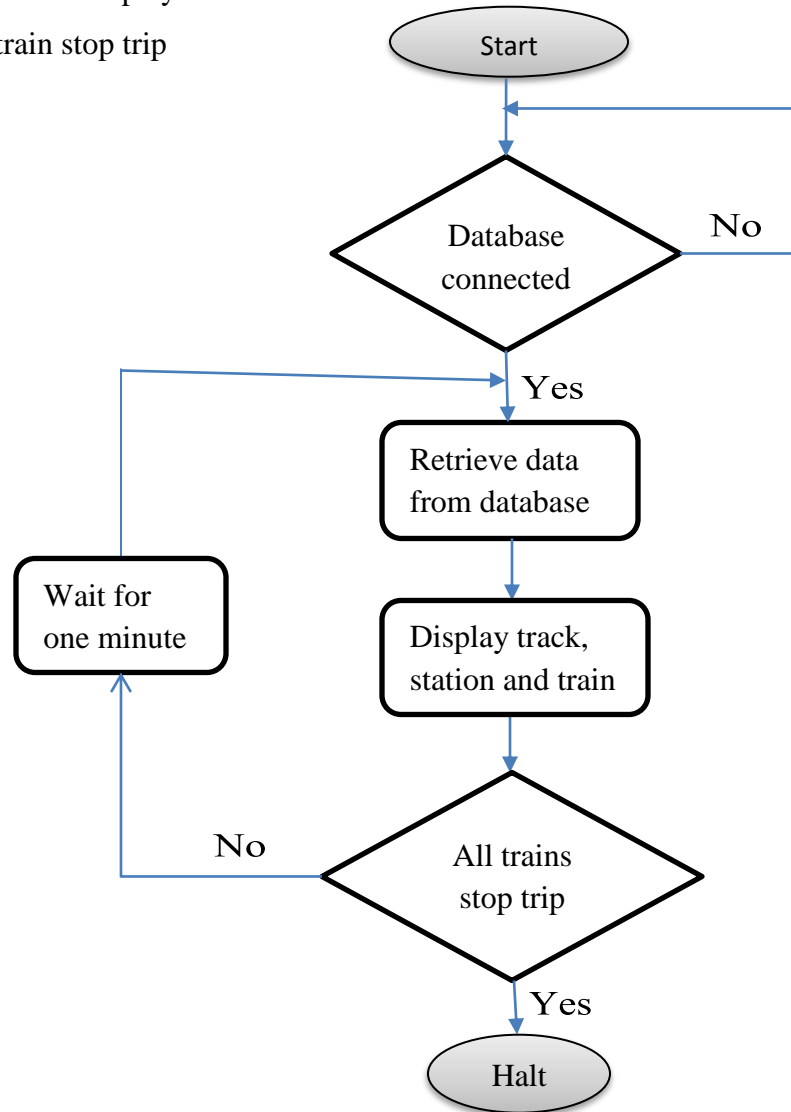 train stop trip
Start
Database
connected
No
Yes
Retrieve data
from database
Wait for
one minute
Display track,
station and train
No
All trains
stop trip
Yes
Halt